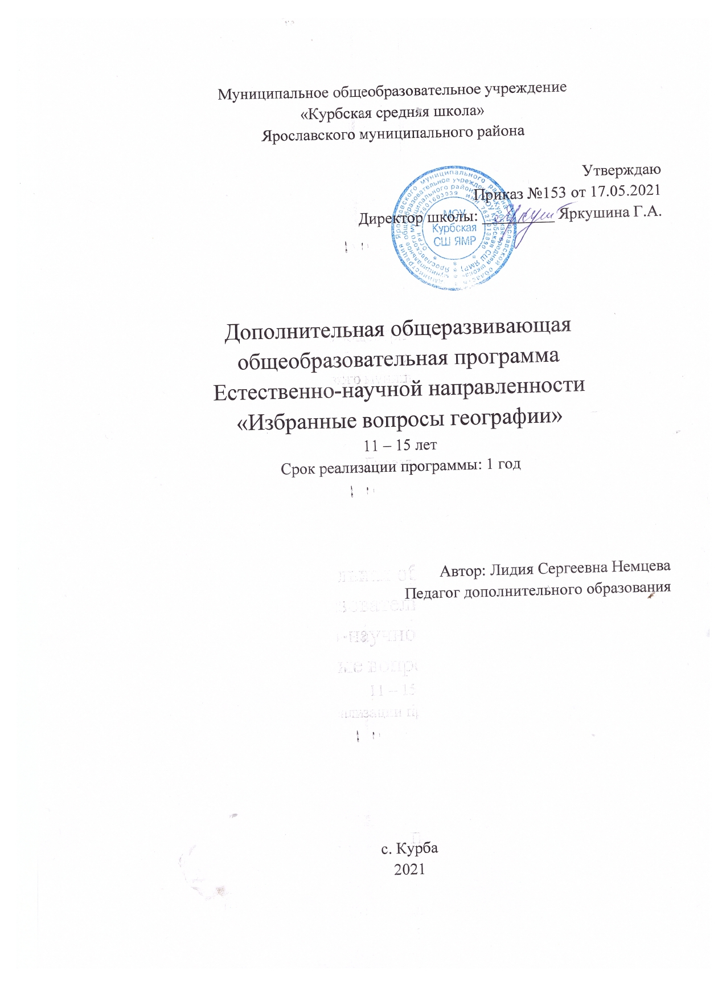 Муниципальное общеобразовательное учреждение
«Курбская средняя школа»
Ярославского муниципального района
Утверждаю
Приказ №153 от 17.05.2021
Директор школы: __________ Яркушина Г.А.
МОУ
Курбская
СШ ЯМР
Дополнительная общеразвивающая
общеобразовательная программа
Естественно-научной направленности
«Избранные вопросы географии»
11 – 15 лет
Срок реализации программы: 1 год
Автор: Лидия Сергеевна Немцева
Педагог дополнительного образования
с. Курба
2021